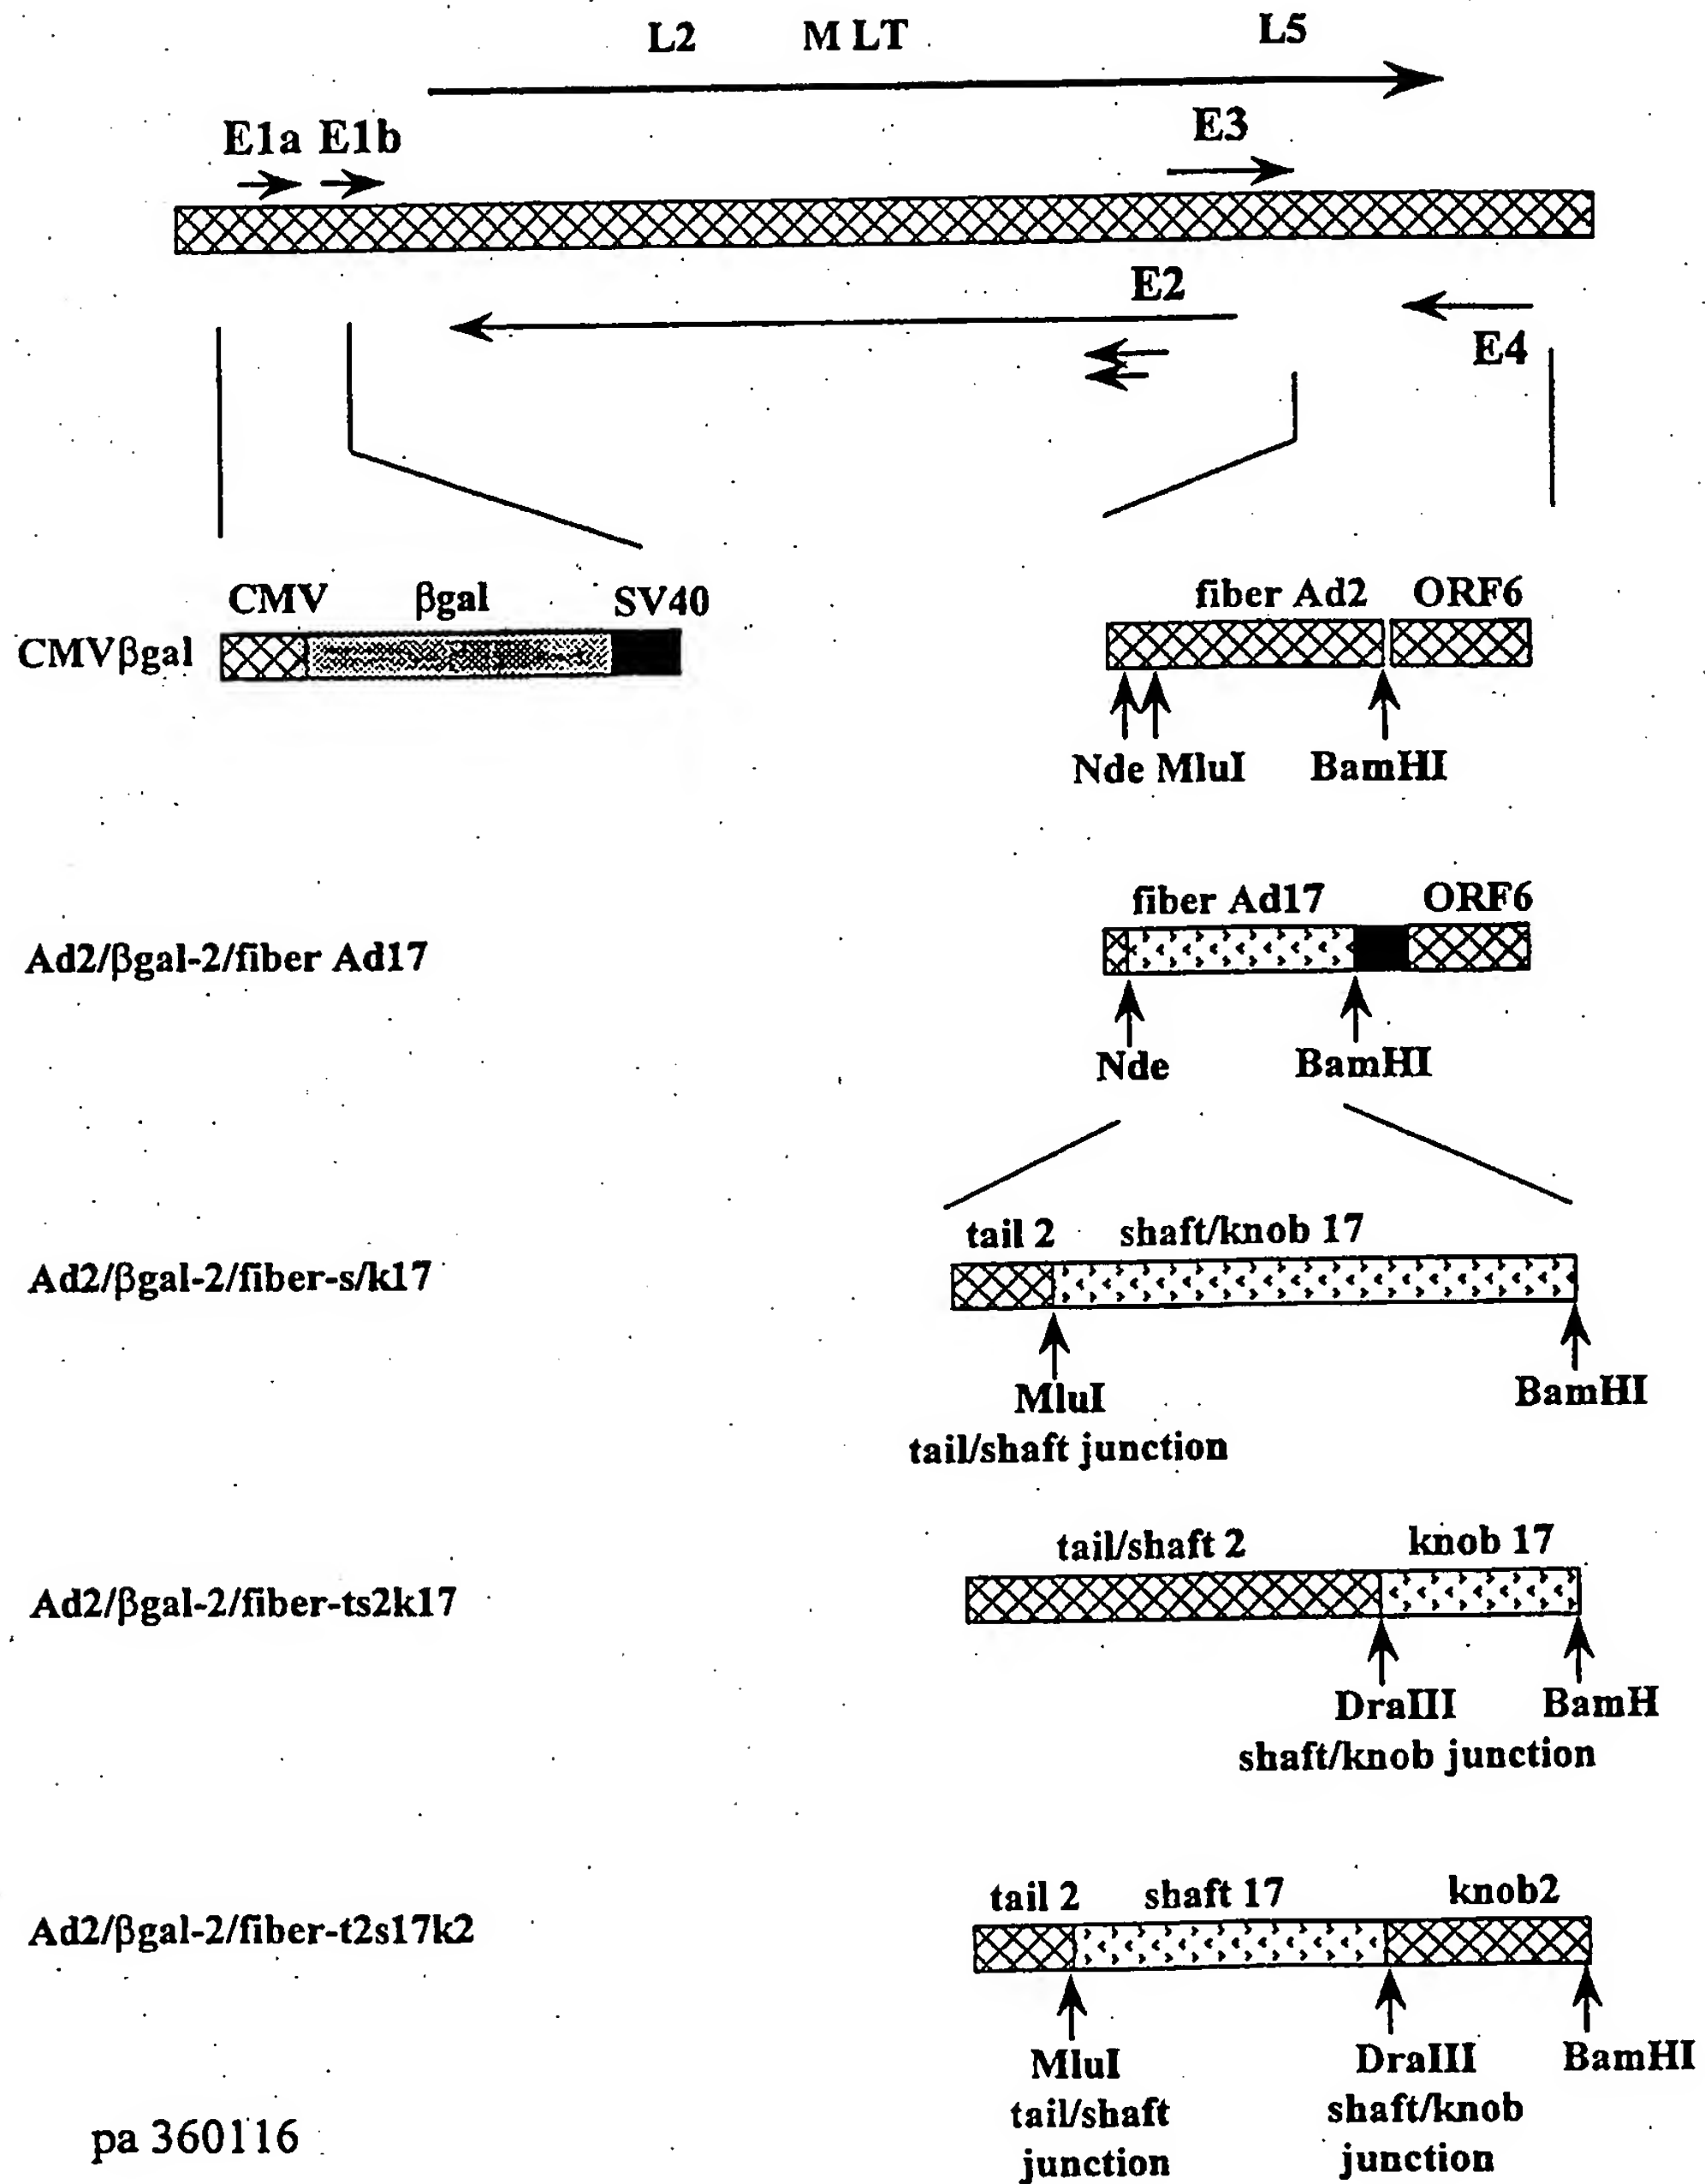 L2 M LT L5
E1a E1b E3
E2
E4
CMV βgal SV40 fiber Ad2 ORF6
CMVβgal
Nde MluI BamHI
fiber Ad17 ORF6
Ad2/βgal-2/fiber Ad17
Nde BamHI
tail 2 shaft/knob 17
Ad2/βgal-2/fiber-s/k17
MluI BamHI
tail/shaft junction
tail/shaft 2 knob 17
Ad2/βgal-2/fiber-ts2k17
DraIII BamH
shaft/knob junction
tail 2 shaft 17 knob2
Ad2/βgal-2/fiber-t2s17k2
MluI DraIII BamHI
tail/shaft shaft/knob
junction junction
pa 360116